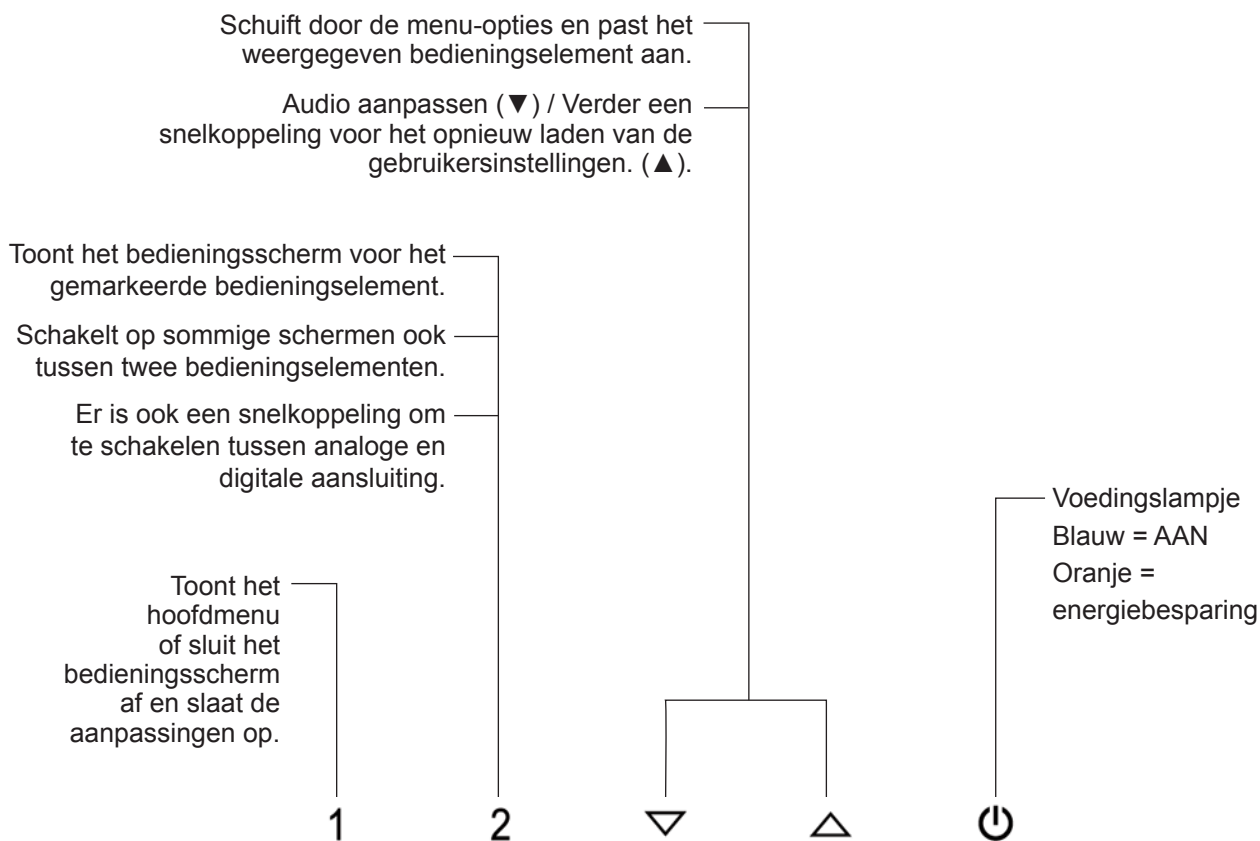 Schuift door de menu-opties en past het
weergegeven bedieningselement aan.
Audio aanpassen (▼) / Verder een
snelkoppeling voor het opnieuw laden van de
gebruikersinstellingen. (▲).
Toont het bedieningsscherm voor het
gemarkeerde bedieningselement.
Schakelt op sommige schermen ook
tussen twee bedieningselementen.
Er is ook een snelkoppeling om
te schakelen tussen analoge en
digitale aansluiting.
Voedingslampje
Blauw = AAN
Oranje =
energiebesparing
Toont het
hoofdmenu
of sluit het
bedieningsscherm
af en slaat de
aanpassingen op.
1 2 ▽ △ ⏻